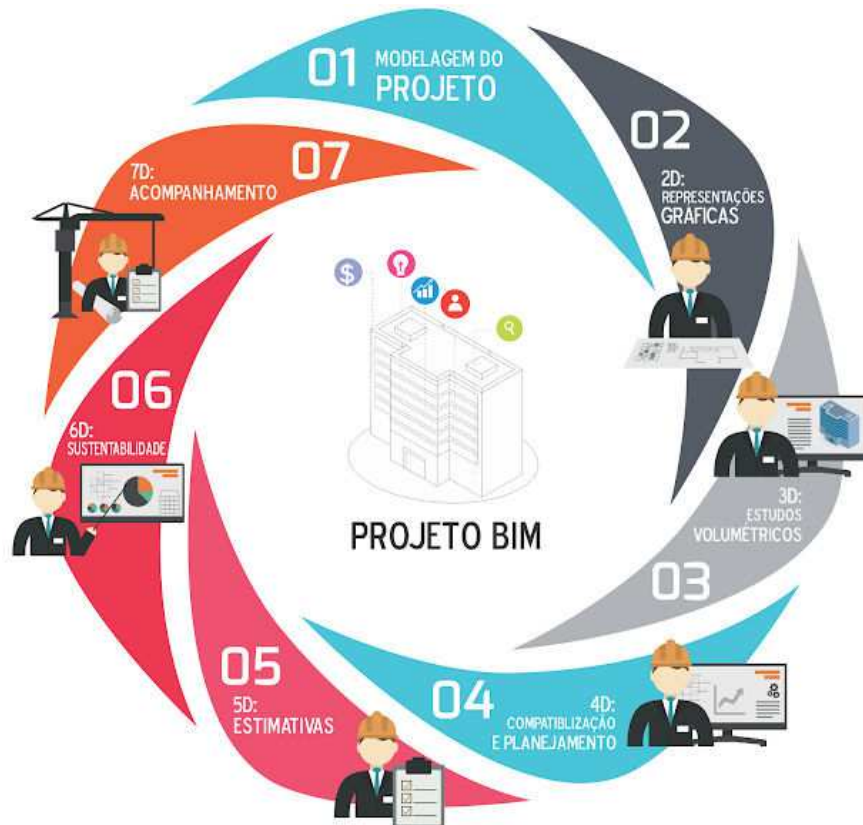 01
MODELAGEM DO
PROJETO
02
2D:
REPRESENTAÇÕES
GRÁFICAS
3D:
ESTUDOS
VOLUMÉTRICOS
03
04
4D:
COMPATIBLIZAÇÃO
E PLANEJAMENTO
05
5D:
ESTIMATIVAS
06
6D:
SUSTENTABILIDADE
07
7D:
ACOMPANHAMENTO
$
PROJETO BIM